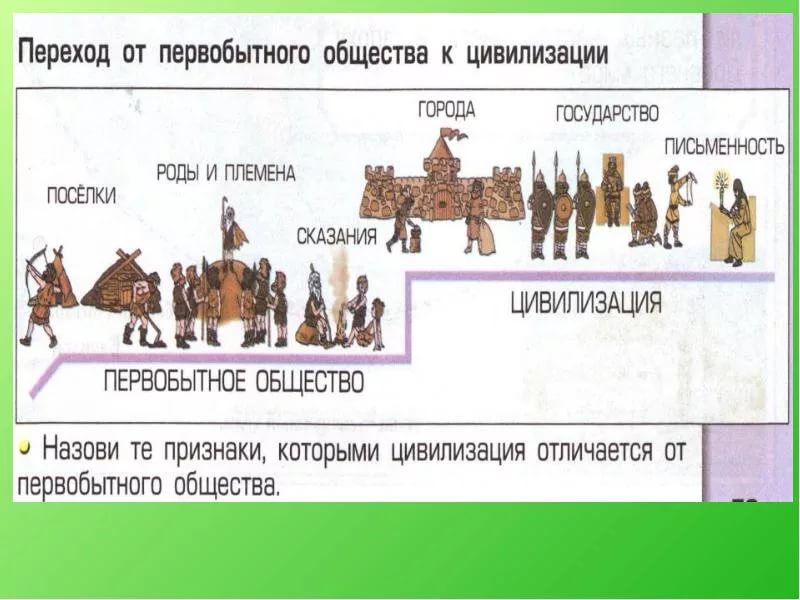 Переход от первобытного общества к цивилизации
ПОСЁЛКИ
РОДЫ И ПЛЕМЕНА
СКАЗАНИЯ
ГОРОДА
ГОСУДАРСТВО
ПИСЬМЕННОСТЬ
ПЕРВОБЫТНОЕ ОБЩЕСТВО
ЦИВИЛИЗАЦИЯ
Назови те признаки, которыми цивилизация отличается от
первобытного общества.